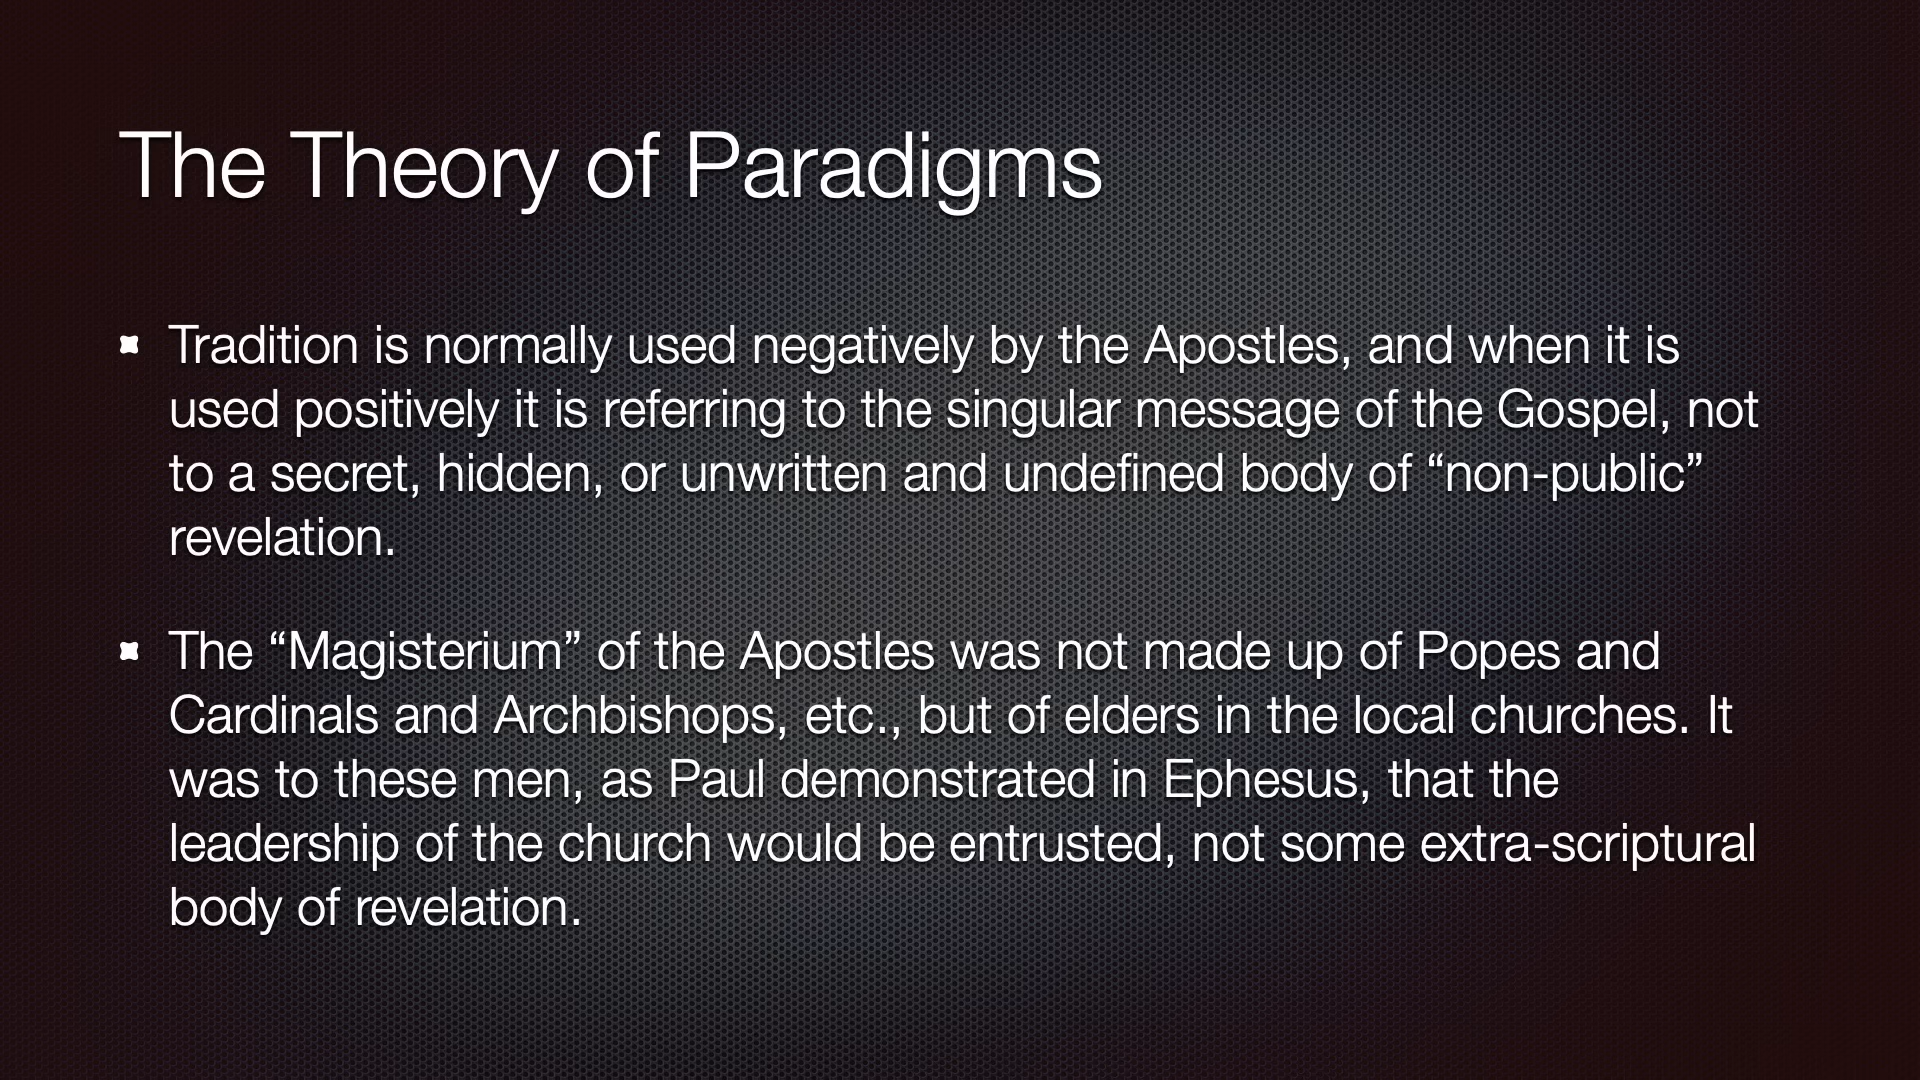 The Theory of Paradigms
Tradition is normally used negatively by the Apostles, and when it is
used positively it is referring to the singular message of the Gospel, not
to a secret, hidden, or unwritten and undefined body of “non-public”
revelation.
The “Magisterium” of the Apostles was not made up of Popes and
Cardinals and Archbishops, etc., but of elders in the local churches. It
was to these men, as Paul demonstrated in Ephesus, that the
leadership of the church would be entrusted, not some extra-scriptural
body of revelation.